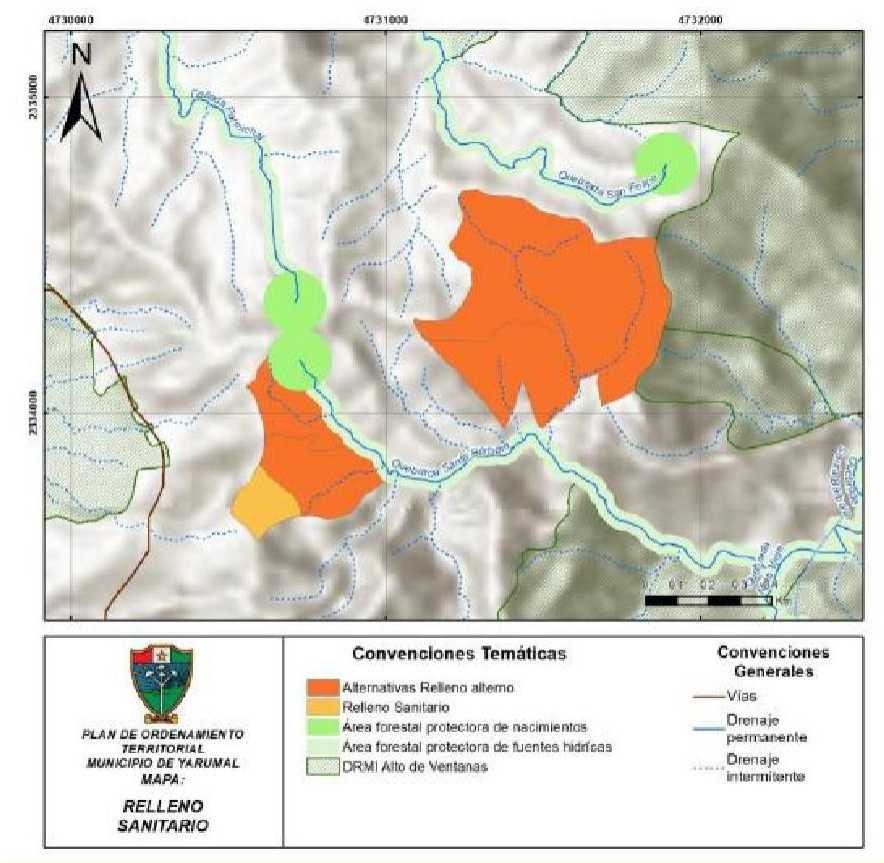 4730000
4731000
4732000
2335000
2334000
N
Quebrada San Felipe
Quebrada Santa Bárbara
0
Km
PLAN DE ORDENAMIENTO
TERRITORIAL
MUNICIPIO DE YARUMAL
MAPA:
RELLENO
SANITARIO
Convenciones Temáticas
Alternativas Relleno alterno
Relleno Sanitario
Área forestal protectora de nacimientos
Área forestal protectora de fuentes hídricas
DRMI Alto de Ventanas
Convenciones
Generales
Vías
Drenaje
permanente
Drenaje
intermitente